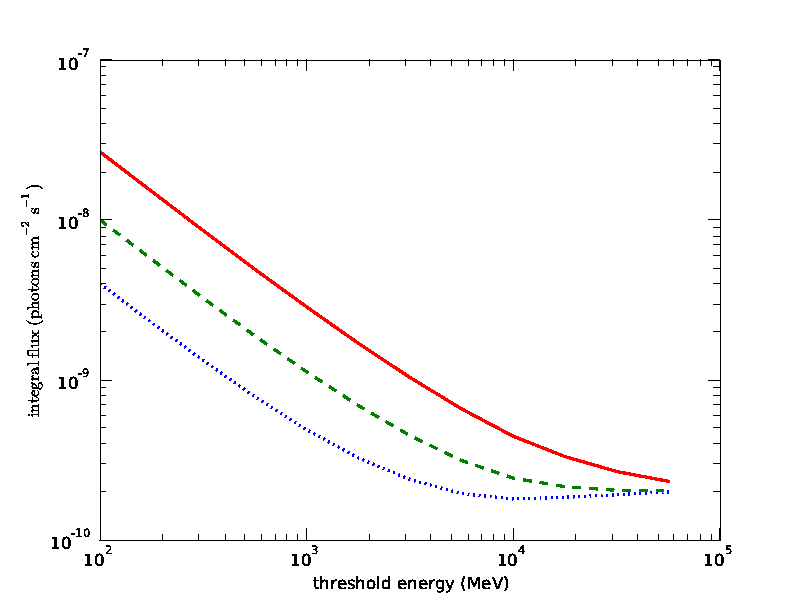 10^-7
10^-8
10^-9
10^-10
integral flux (photons cm^-2 s^-1)
10^2 10^3 10^4 10^5
threshold energy (MeV)